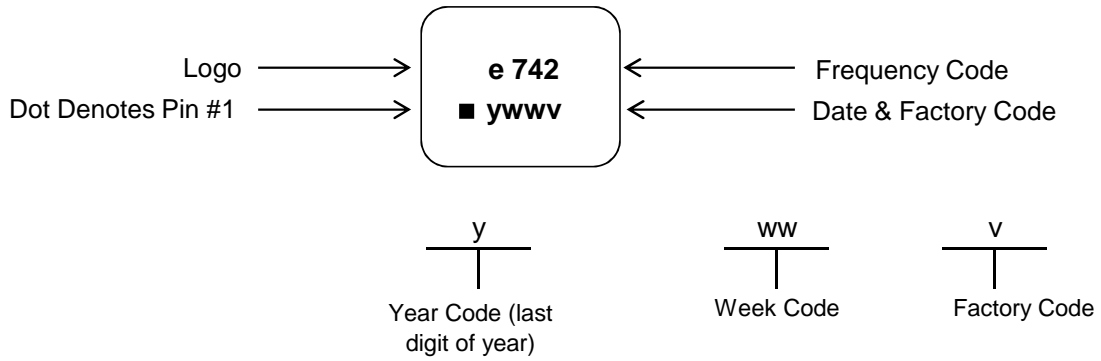 Logo e 742 Frequency Code
Dot Denotes Pin #1 ■ ywwv Date & Factory Code
y ww v
Year Code (last Week Code Factory Code
digit of year)